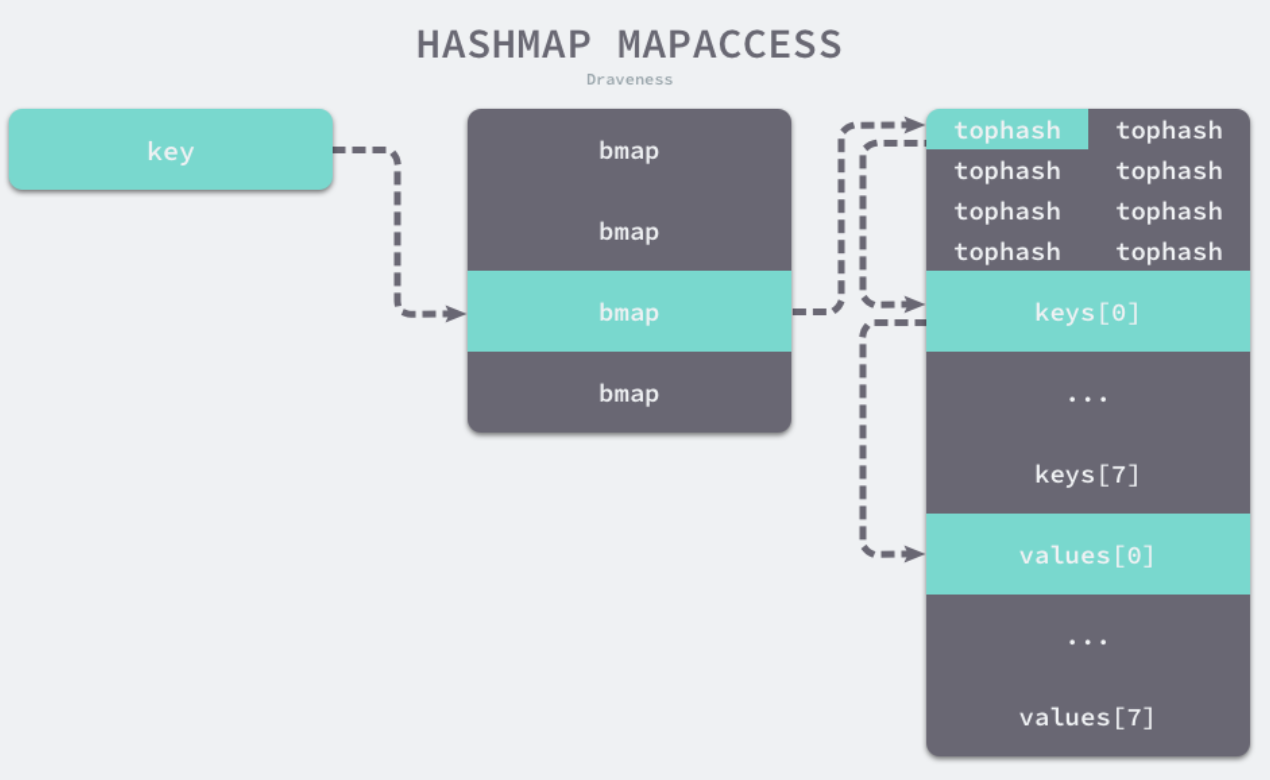 HASHMAP MAPACCESS
Draveness
key
bmap
bmap
bmap
bmap
tophash tophash
tophash tophash
tophash tophash
tophash tophash
keys[0]
...
keys[7]
values[0]
...
values[7]